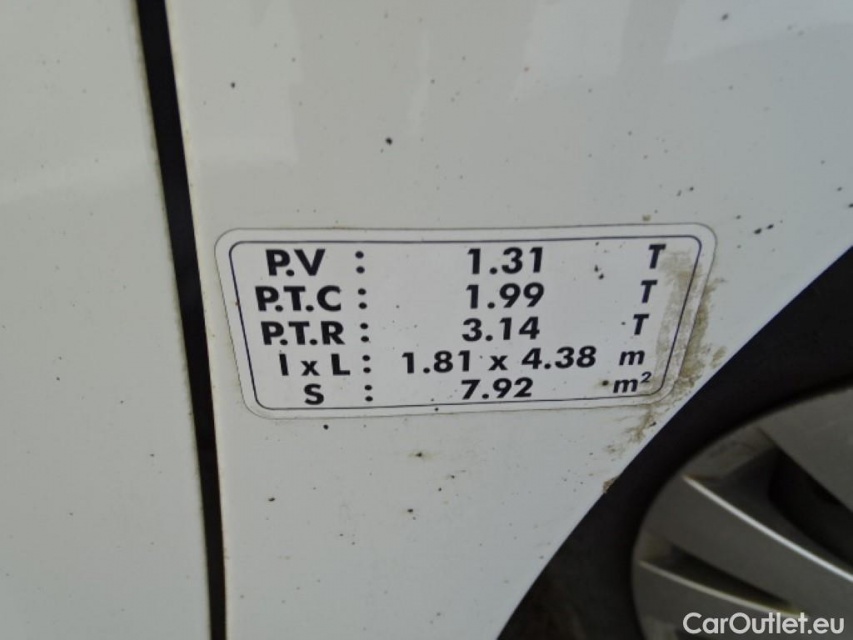 P.V : 1.31 T
P.T.C : 1.99 T
P.T.R : 3.14 T
l x L : 1.81 x 4.38 m
S : 7.92 m²
CarOutlet.eu